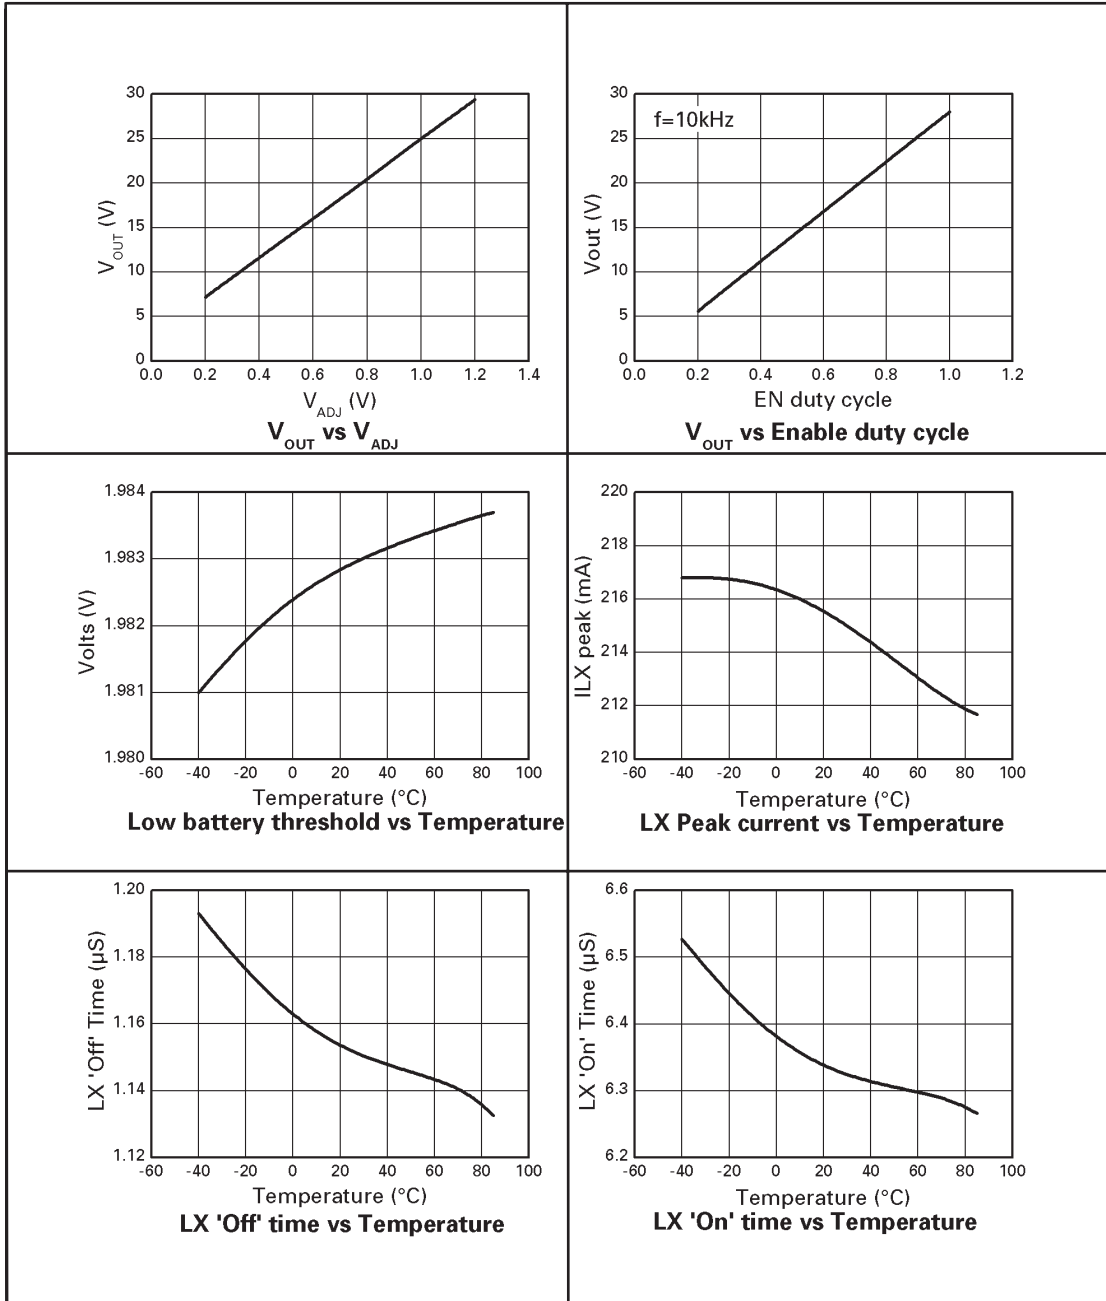 30
25
20
15
10
5
0
V_OUT (V)
0.0 0.2 0.4 0.6 0.8 1.0 1.2 1.4
V_ADJ (V)
V_OUT vs V_ADJ
f=10kHz
30
25
20
15
10
5
0
Vout (V)
0.0 0.2 0.4 0.6 0.8 1.0 1.2
EN duty cycle
V_OUT vs Enable duty cycle
1.984
1.983
1.982
1.981
1.980
Volts (V)
-60 -40 -20 0 20 40 60 80 100
Temperature (°C)
Low battery threshold vs Temperature
220
218
216
214
212
210
ILX peak (mA)
-60 -40 -20 0 20 40 60 80 100
Temperature (°C)
LX Peak current vs Temperature
1.20
1.18
1.16
1.14
1.12
LX 'Off' Time (µS)
-60 -40 -20 0 20 40 60 80 100
Temperature (°C)
LX 'Off' time vs Temperature
6.6
6.5
6.4
6.3
6.2
LX 'On' Time (µS)
-60 -40 -20 0 20 40 60 80 100
Temperature (°C)
LX 'On' time vs Temperature